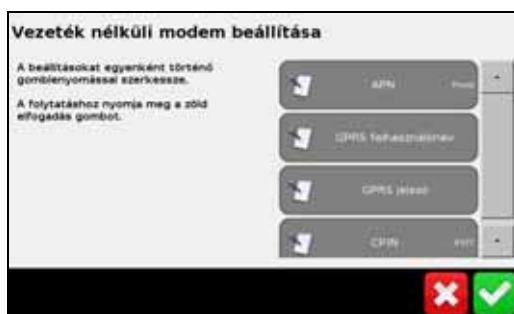 Vezeték nélküli modem beállítása
A beállításokat egyenként történő
gomblenyomással szerkessze.
A folytatáshoz nyomja meg a zöld
elfogadás gombot.
APN
GPRS felhasználónév
GPRS jelszó
CPIN